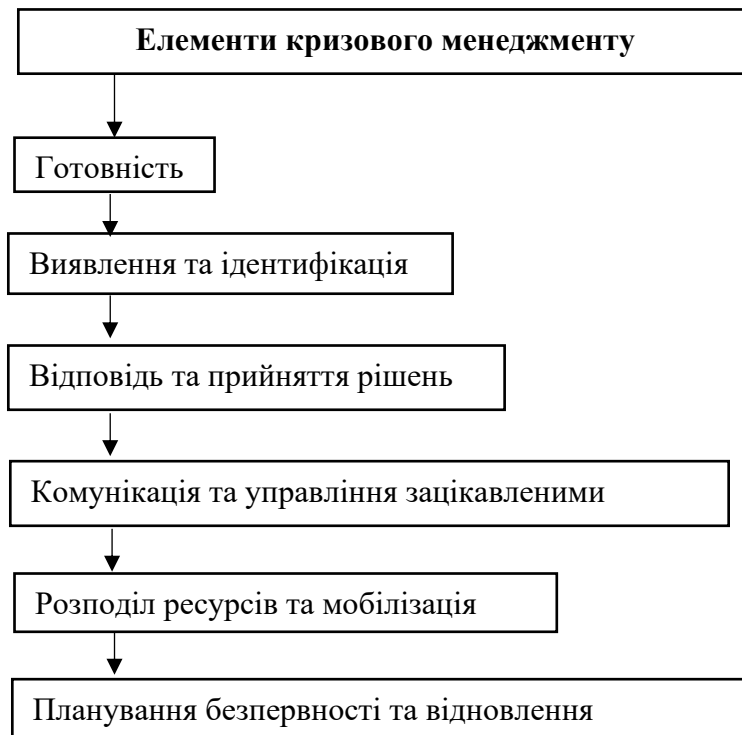 Елементи кризового менеджменту
Готовність
Виявлення та ідентифікація
Відповідь та прийняття рішень
Комунікація та управління зацікавленими
Розподіл ресурсів та мобілізація
Планування безпервності та відновлення